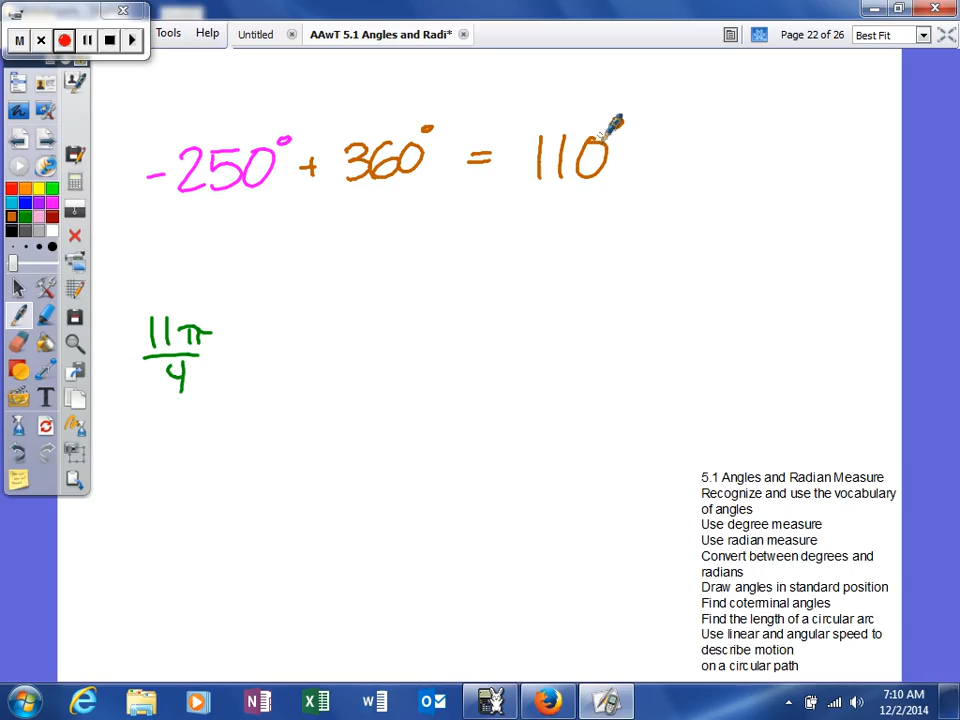 M
Tools Help Untitled AAwT 5.1 Angles and Radi* Page 22 of 26 Best Fit
-250° + 360° = 110°
11π
4
5.1 Angles and Radian Measure
Recognize and use the vocabulary
of angles
Use degree measure
Use radian measure
Convert between degrees and
radians
Draw angles in standard position
Find coterminal angles
Find the length of a circular arc
Use linear and angular speed to
describe motion
on a circular path
7:10 AM
12/2/2014